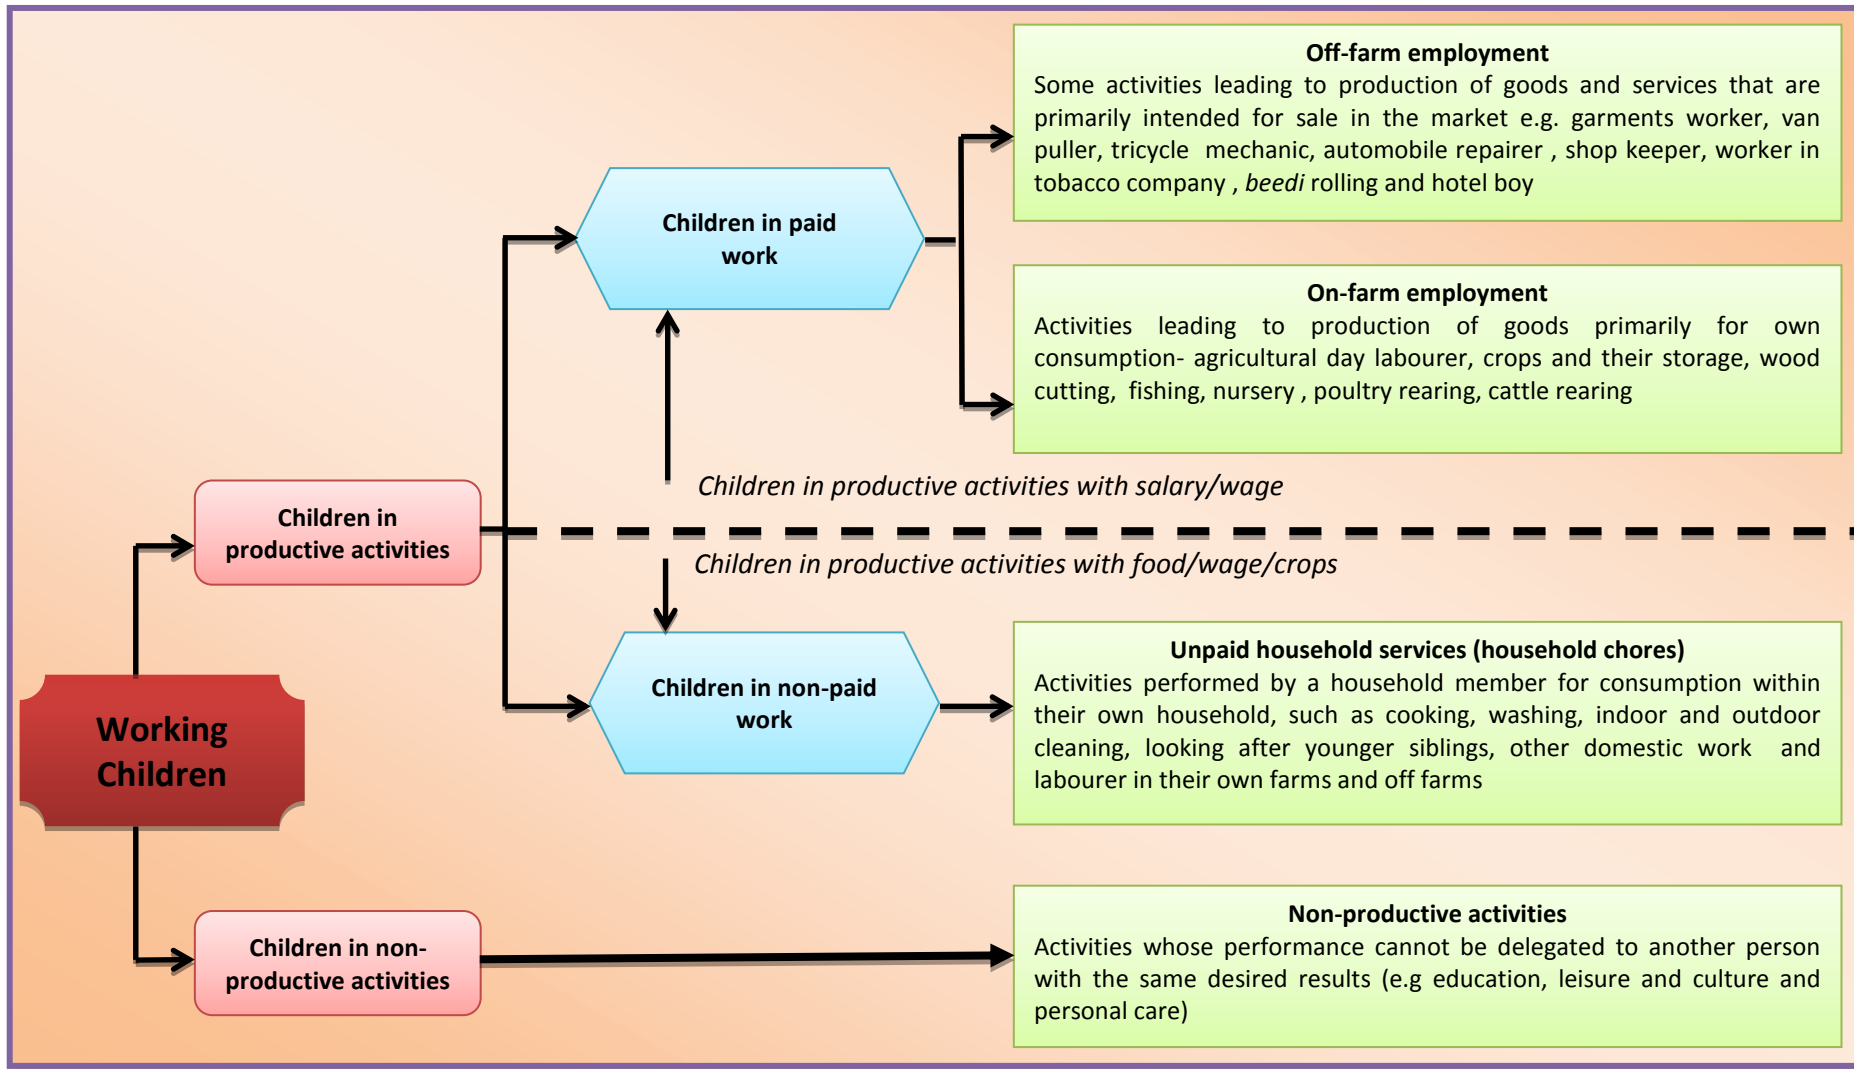 Off-farm employment
Some activities leading to production of goods and services that are
primarily intended for sale in the market e.g. garments worker, van
puller, tricycle mechanic, automobile repairer , shop keeper, worker in
tobacco company , beedi rolling and hotel boy
Children in paid
work
On-farm employment
Activities leading to production of goods primarily for own
consumption- agricultural day labourer, crops and their storage, wood
cutting, fishing, nursery , poultry rearing, cattle rearing
Children in productive activities with salary/wage
Children in
productive activities
Children in productive activities with food/wage/crops
Children in non-paid
work
Unpaid household services (household chores)
Activities performed by a household member for consumption within
their own household, such as cooking, washing, indoor and outdoor
cleaning, looking after younger siblings, other domestic work and
labourer in their own farms and off farms
Working
Children
Children in non-
productive activities
Non-productive activities
Activities whose performance cannot be delegated to another person
with the same desired results (e.g education, leisure and culture and
personal care)